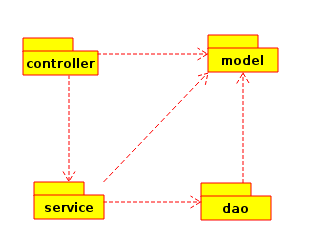 controller
model
service
dao